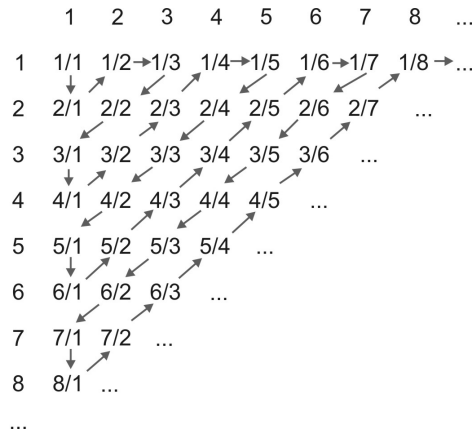 1 2 3 4 5 6 7 8 ...
1 1/1 1/2 1/3 1/4 1/5 1/6 1/7 1/8 ...
2 2/1 2/2 2/3 2/4 2/5 2/6 2/7 ...
3 3/1 3/2 3/3 3/4 3/5 3/6 ...
4 4/1 4/2 4/3 4/4 4/5 ...
5 5/1 5/2 5/3 5/4 ...
6 6/1 6/2 6/3 ...
7 7/1 7/2 ...
8 8/1 ...
...